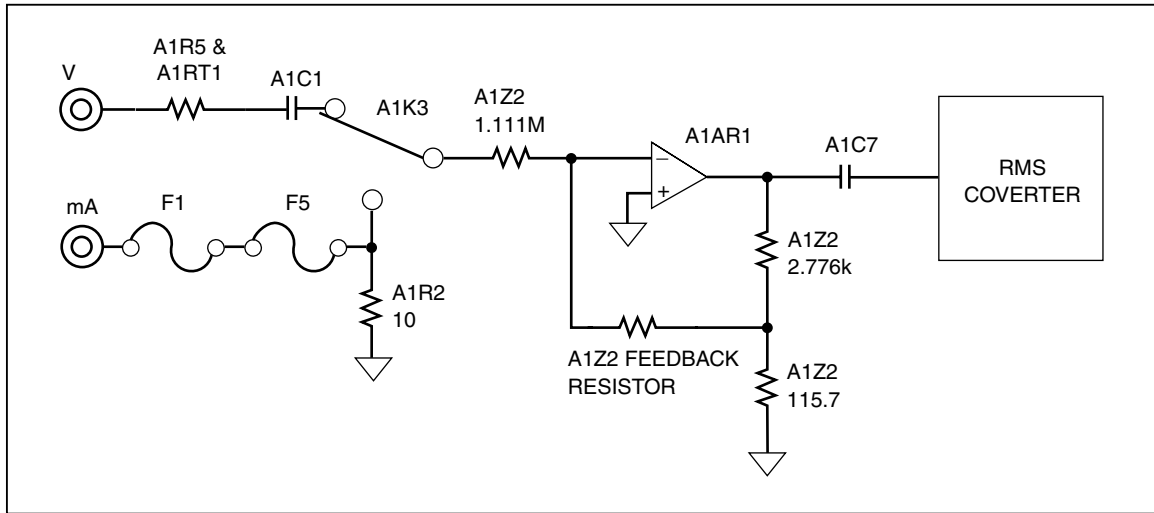 A1R5 &
A1RT1
V
A1C1
A1K3
A1Z2
1.111M
A1AR1
–
+
A1C7
RMS
COVERTER
mA
F1
F5
A1R2
10
A1Z2
2.776k
A1Z2 FEEDBACK
RESISTOR
A1Z2
115.7